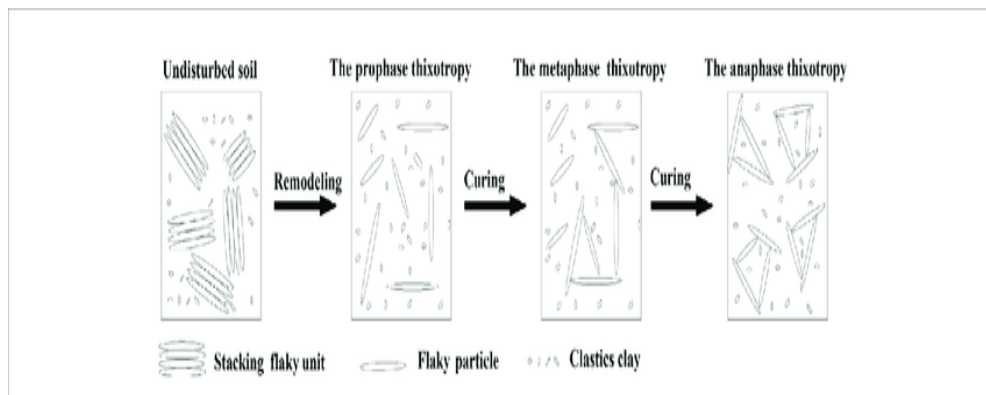 Undisturbed soil
The prophase thixotropy
The metaphase thixotropy
The anaphase thixotropy
Remodeling
Curing
Curing
Stacking flaky unit
Flaky particle
Clastics clay